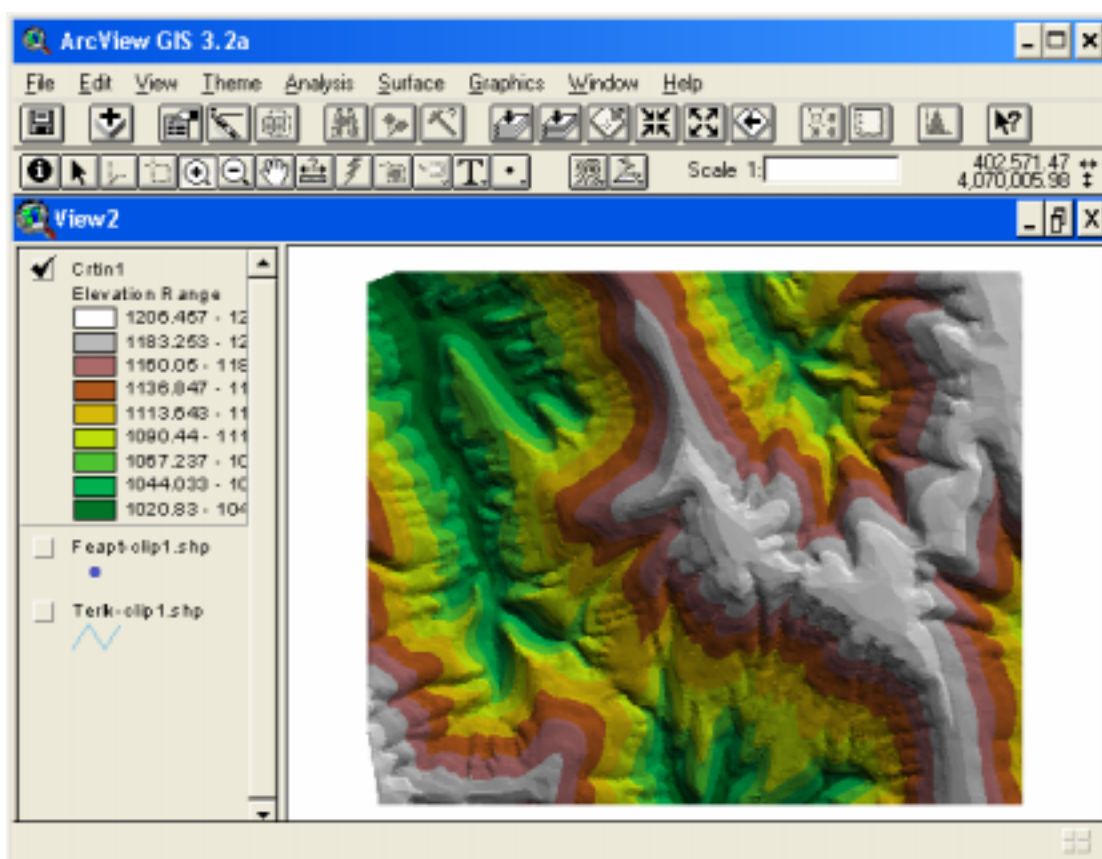 ArcView GIS 3.2a
File Edit View Theme Analysis Surface Graphics Window Help
Scale 1:
402,571.47
4,070,005.98
View2
Crtin1
Elevation Range
1206.457 - 12
1183.253 - 12
1160.05 - 118
1136.847 - 11
1113.643 - 11
1090.44 - 111
1067.237 - 10
1044.033 - 10
1020.83 - 104
Feapt-clip1.shp
Terlk-clip1.shp